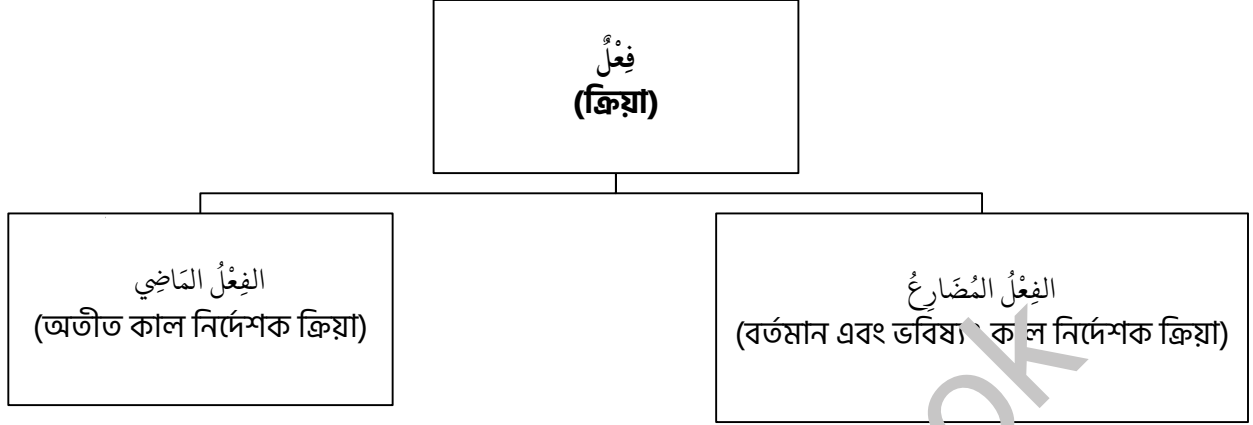 فِعْلٌ
(ক্রিয়া)
الفِعْلُ المَاضِي
(অতীত কাল নির্দেশক ক্রিয়া)
الفِعْلُ المُضَارِعُ
(বর্তমান এবং কাল নির্দেশক ক্রিয়া)